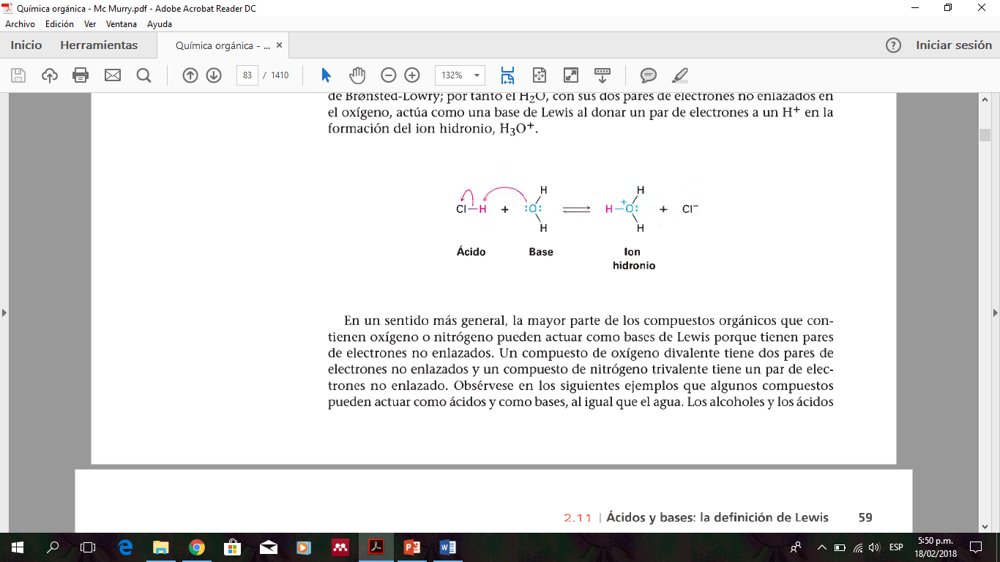 Química orgánica - Mc Murry.pdf - Adobe Acrobat Reader DC
Archivo Edición Ver Ventana Ayuda
Inicio Herramientas Química orgánica - ... × Iniciar sesión
83 / 1410 132%
de Brønsted-Lowry; por tanto el H₂O, con sus dos pares de electrones no enlazados en
el oxígeno, actúa como una base de Lewis al donar un par de electrones a un H⁺ en la
formación del ion hidronio, H₃O⁺.
H H
Cl—H + :O: ⇌ H—O: + Cl⁻
+
H H
Ácido Base Ion
hidronio
En un sentido más general, la mayor parte de los compuestos orgánicos que con-
tienen oxígeno o nitrógeno pueden actuar como bases de Lewis porque tienen pares
de electrones no enlazados. Un compuesto de oxígeno divalente tiene dos pares de
electrones no enlazados y un compuesto de nitrógeno trivalente tiene un par de elec-
trones no enlazado. Obsérvese en los siguientes ejemplos que algunos compuestos
pueden actuar como ácidos y como bases, al igual que el agua. Los alcoholes y los ácidos
2.11 | Ácidos y bases: la definición de Lewis 59
ESP 5:50 p.m.
18/02/2018